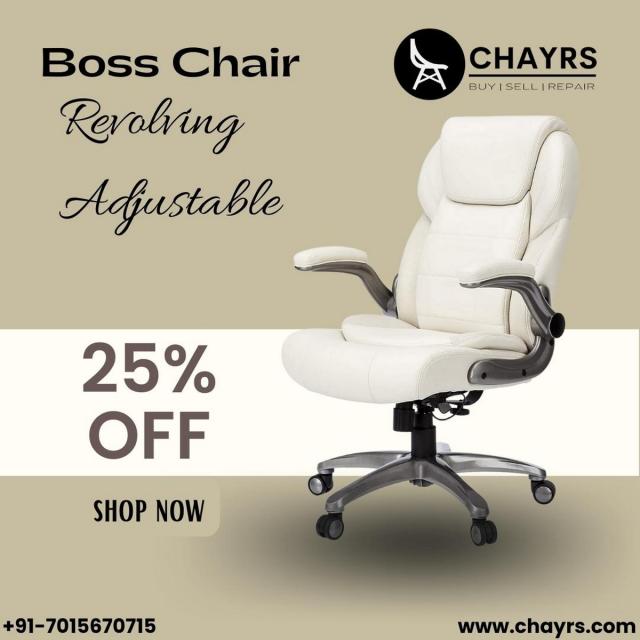 Boss Chair
Revolving
Adjustable
CHAYRS
BUY | SELL | REPAIR
25%
OFF
SHOP NOW
+91-7015670715
www.chayrs.com